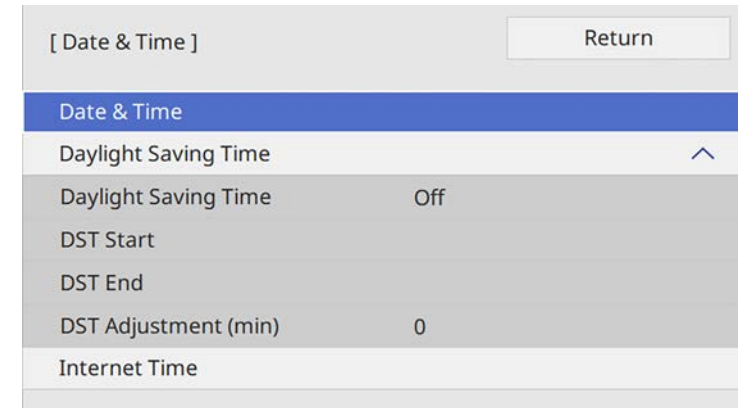 [ Date & Time ]
Return
Date & Time
Daylight Saving Time
Daylight Saving Time Off
DST Start
DST End
DST Adjustment (min) 0
Internet Time